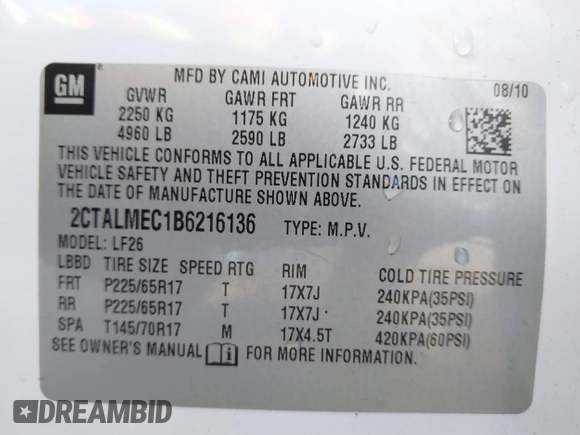 GM
MFD BY CAMI AUTOMOTIVE INC.
08/10
GVWR GAWR FRT GAWR RR
2250 KG 1175 KG 1240 KG
4960 LB 2590 LB 2733 LB
THIS VEHICLE CONFORMS TO ALL APPLICABLE U.S. FEDERAL MOTOR
VEHICLE SAFETY AND THEFT PREVENTION STANDARDS IN EFFECT ON
THE DATE OF MANUFACTURE SHOWN ABOVE.
2CTALMEC1B6216136 TYPE: M.P.V.
MODEL: LF26
LBBD TIRE SIZE SPEED RTG RIM COLD TIRE PRESSURE
FRT P225/65R17 T 17X7J 240KPA(35PSI)
RR P225/65R17 T 17X7J 240KPA(35PSI)
SPA T145/70R17 M 17X4.5T 420KPA(60PSI)
SEE OWNER'S MANUAL FOR MORE INFORMATION.
DREAMBID